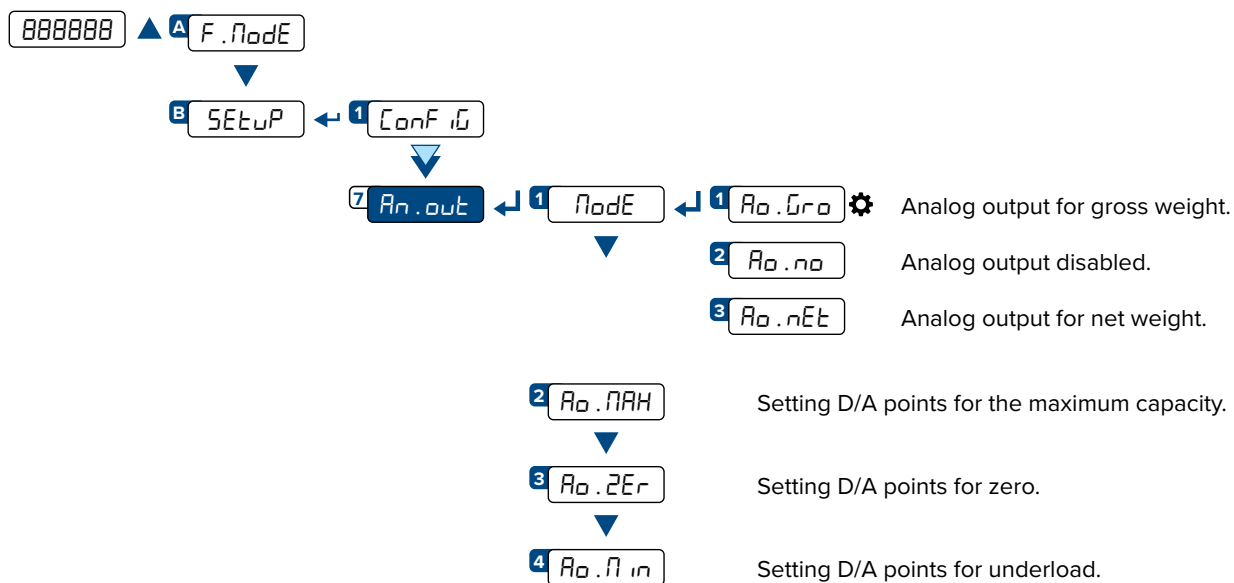 888888 A F.ModE
B SEtuP 1 ConFiG
7 An.out 1 ModE 1 Ao.Gro Analog output for gross weight.
2 Ao.no Analog output disabled.
3 Ao.nEt Analog output for net weight.
2 Ao.MAH Setting D/A points for the maximum capacity.
3 Ao.2Er Setting D/A points for zero.
4 Ao.Min Setting D/A points for underload.